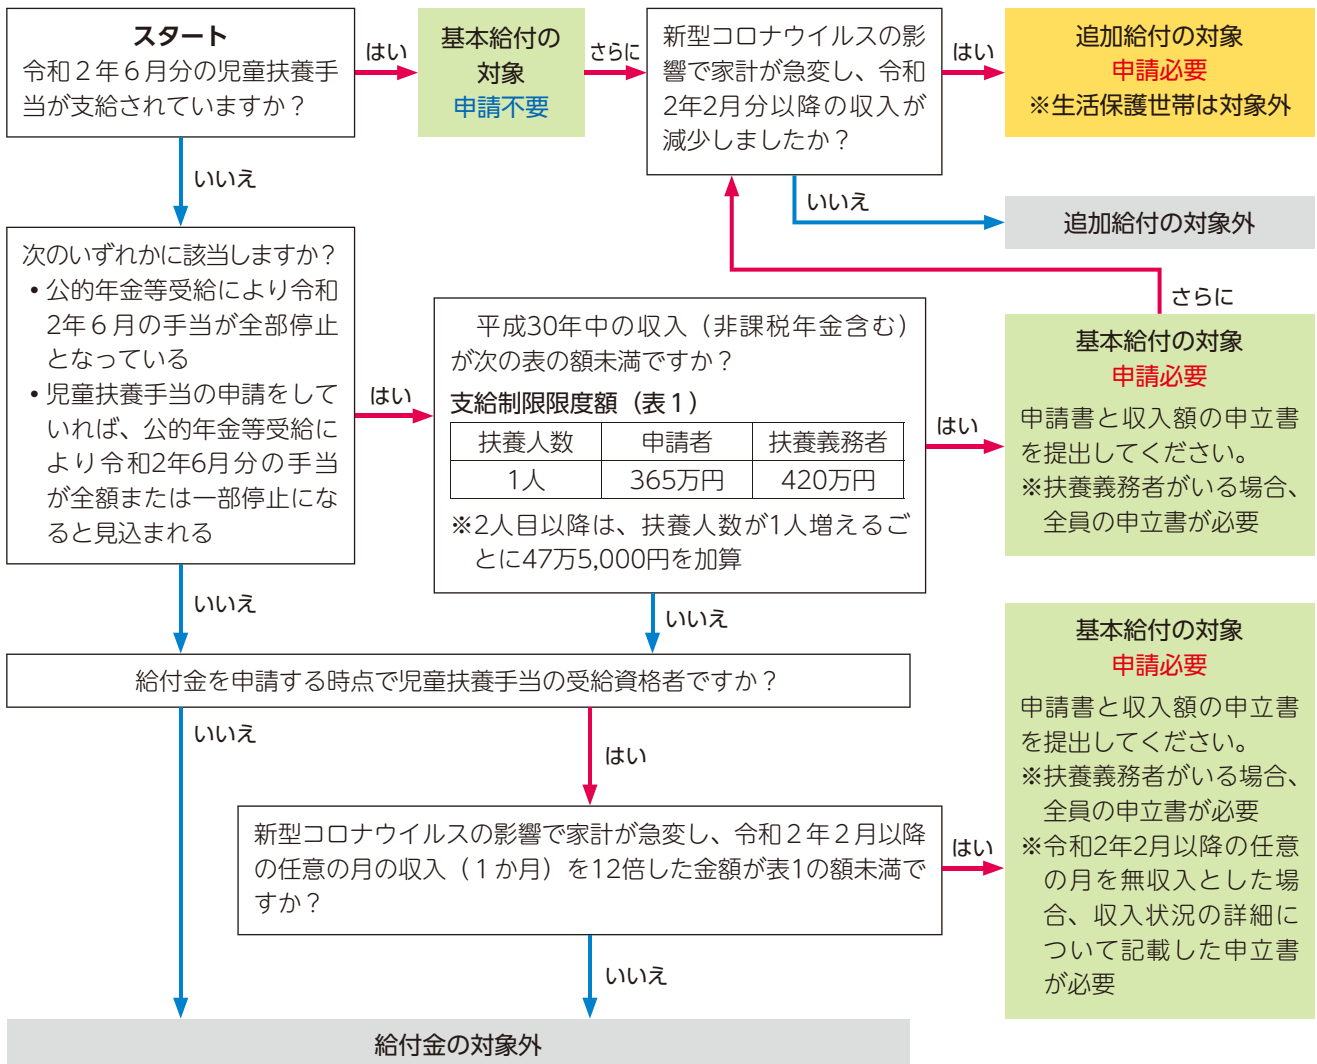 スタート
令和２年６月分の児童扶養手
当が支給されていますか？
はい
基本給付の
対象
申請不要
さらに
新型コロナウイルスの影
響で家計が急変し、令和
2年2月分以降の収入が
減少しましたか？
はい
追加給付の対象
申請必要
※生活保護世帯は対象外
いいえ
いいえ
追加給付の対象外
次のいずれかに該当しますか？
• 公的年金等受給により令和
2年６月の手当が全部停止
となっている
• 児童扶養手当の申請をして
いれば、公的年金等受給に
より令和2年6月分の手当
が全額または一部停止にな
ると見込まれる
はい
平成30年中の収入（非課税年金含む）
が次の表の額未満ですか？
支給制限限度額（表１）
扶養人数 申請者 扶養義務者
1人 365万円 420万円
※2人目以降は、扶養人数が1人増えるご
とに47万5,000円を加算
はい
さらに
基本給付の対象
申請必要
申請書と収入額の申立書
を提出してください。
※扶養義務者がいる場合、
全員の申立書が必要
いいえ
いいえ
給付金を申請する時点で児童扶養手当の受給資格者ですか？
いいえ
はい
新型コロナウイルスの影響で家計が急変し、令和２年２月以降
の任意の月の収入（１か月）を12倍した金額が表1の額未満で
すか？
はい
基本給付の対象
申請必要
申請書と収入額の申立書
を提出してください。
※扶養義務者がいる場合、
全員の申立書が必要
※令和2年2月以降の任意
の月を無収入とした場
合、収入状況の詳細に
ついて記載した申立書
が必要
いいえ
給付金の対象外